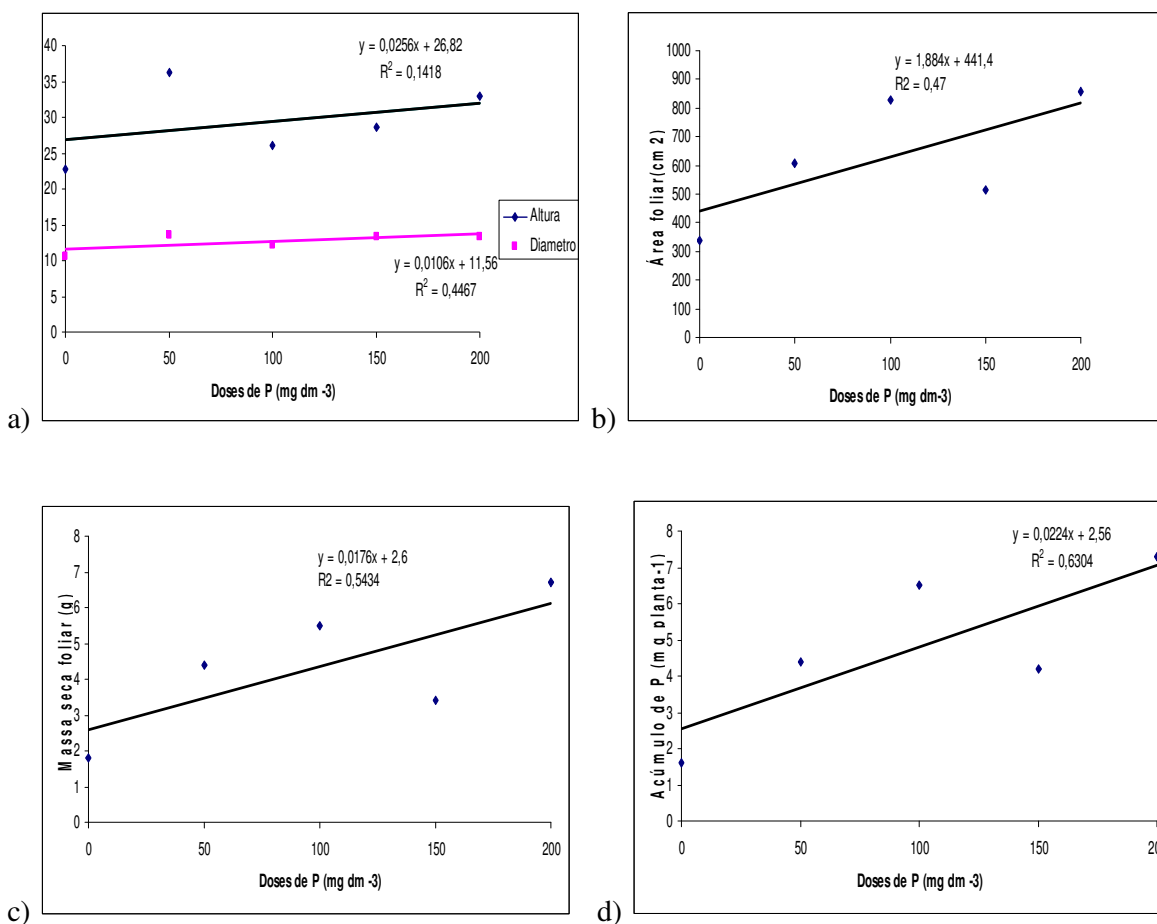 y = 0,0256x + 26,82
R2 = 0,1418
40
35
30
25
20
15
10
5
0
Altura
Diametro
y = 0,0106x + 11,56
R2 = 0,4467
0 50 100 150 200
Doses de P (mg dm -3)
a)
y = 1,884x + 441,4
R2 = 0,47
Área foliar(cm 2)
1000
900
800
700
600
500
400
300
200
100
0
0 50 100 150 200
Doses de P (mg dm-3)
b)
y = 0,0176x + 2,6
R2 = 0,5434
Massa seca foliar (g)
8
7
6
5
4
3
2
1
0
0 50 100 150 200
Doses de P (mg dm -3)
c)
y = 0,0224x + 2,56
R2 = 0,6304
Acúmulo de P (mg planta-1)
8
7
6
5
4
3
2
1
0
0 50 100 150 200
Doses de P (mg dm -3)
d)